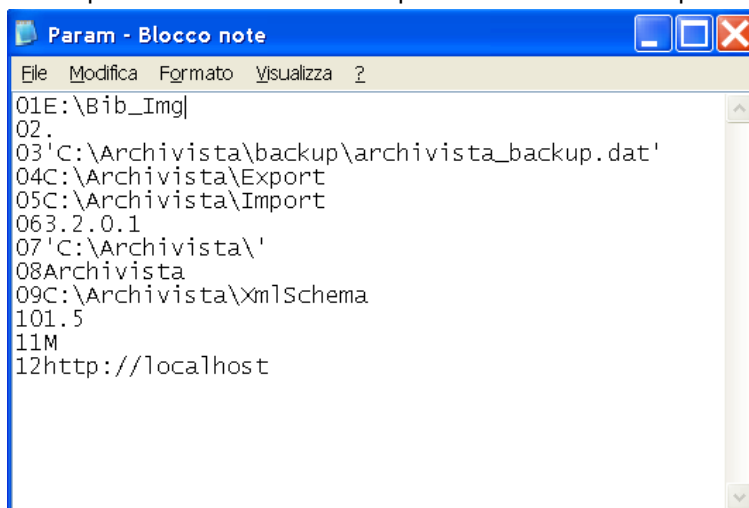 Param - Blocco note
File Modifica Formato Visualizza ?
01E:\Bib_Img
02.
03'C:\Archivista\backup\archivista_backup.dat'
04C:\Archivista\Export
05C:\Archivista\Import
063.2.0.1
07'C:\Archivista\'
08Archivista
09C:\Archivista\XmlSchema
101.5
11M
12http://localhost